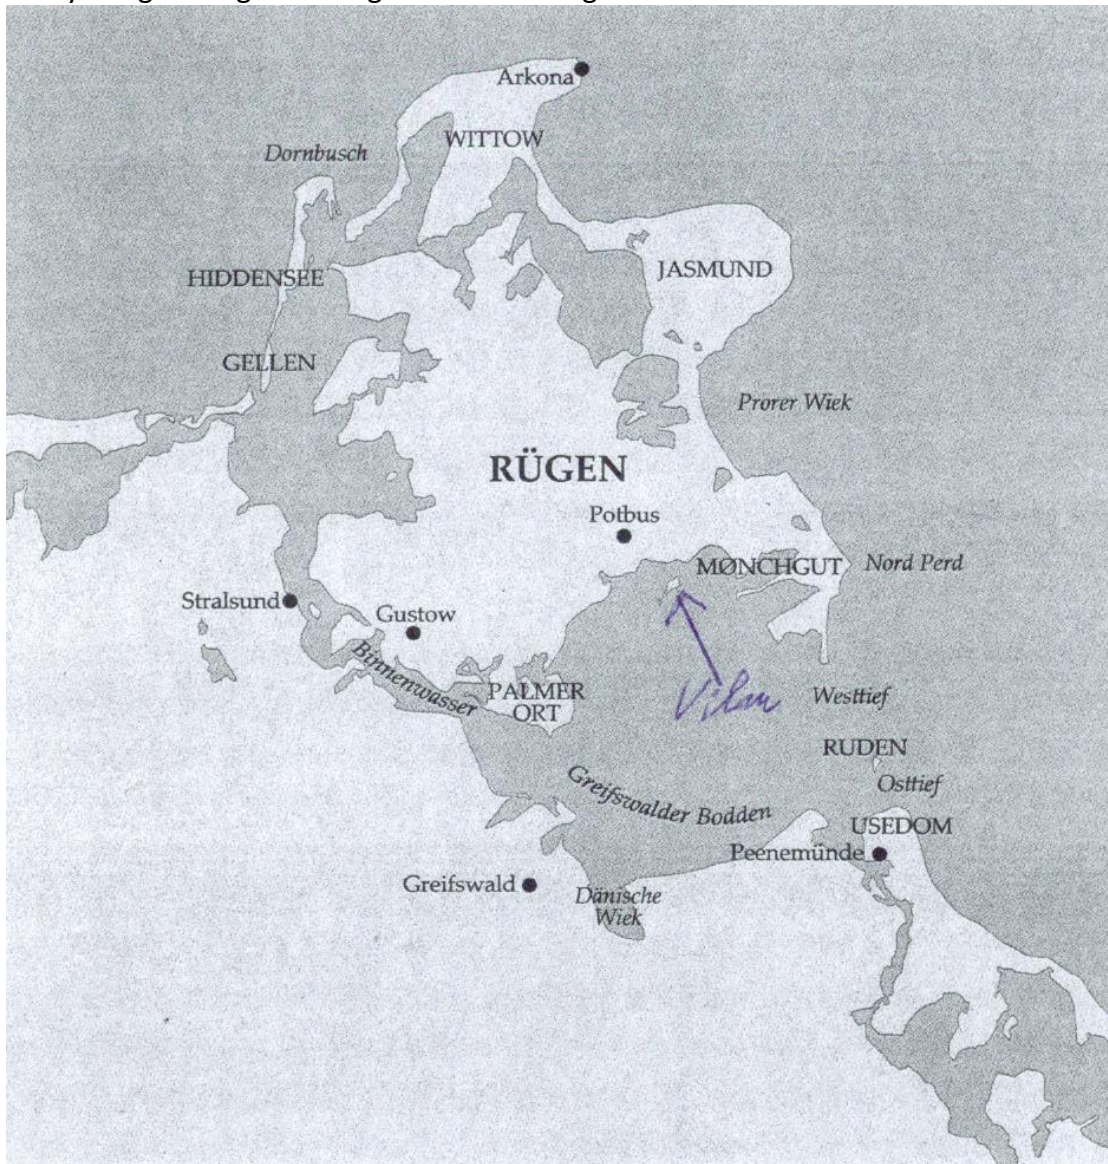 Arkona
WITTOW
Dornbusch
JASMUND
HIDDENSEE
GELLEN
Prorer Wiek
RÜGEN
Potbus
MØNCHGUT
Nord Perd
Stralsund
Gustow
Binnenwasser
PALMER
ORT
Vilm
Westtief
RUDEN
Osttief
Greifswalder Bodden
USEDOM
Peenemünde
Greifswald
Dänische
Wiek